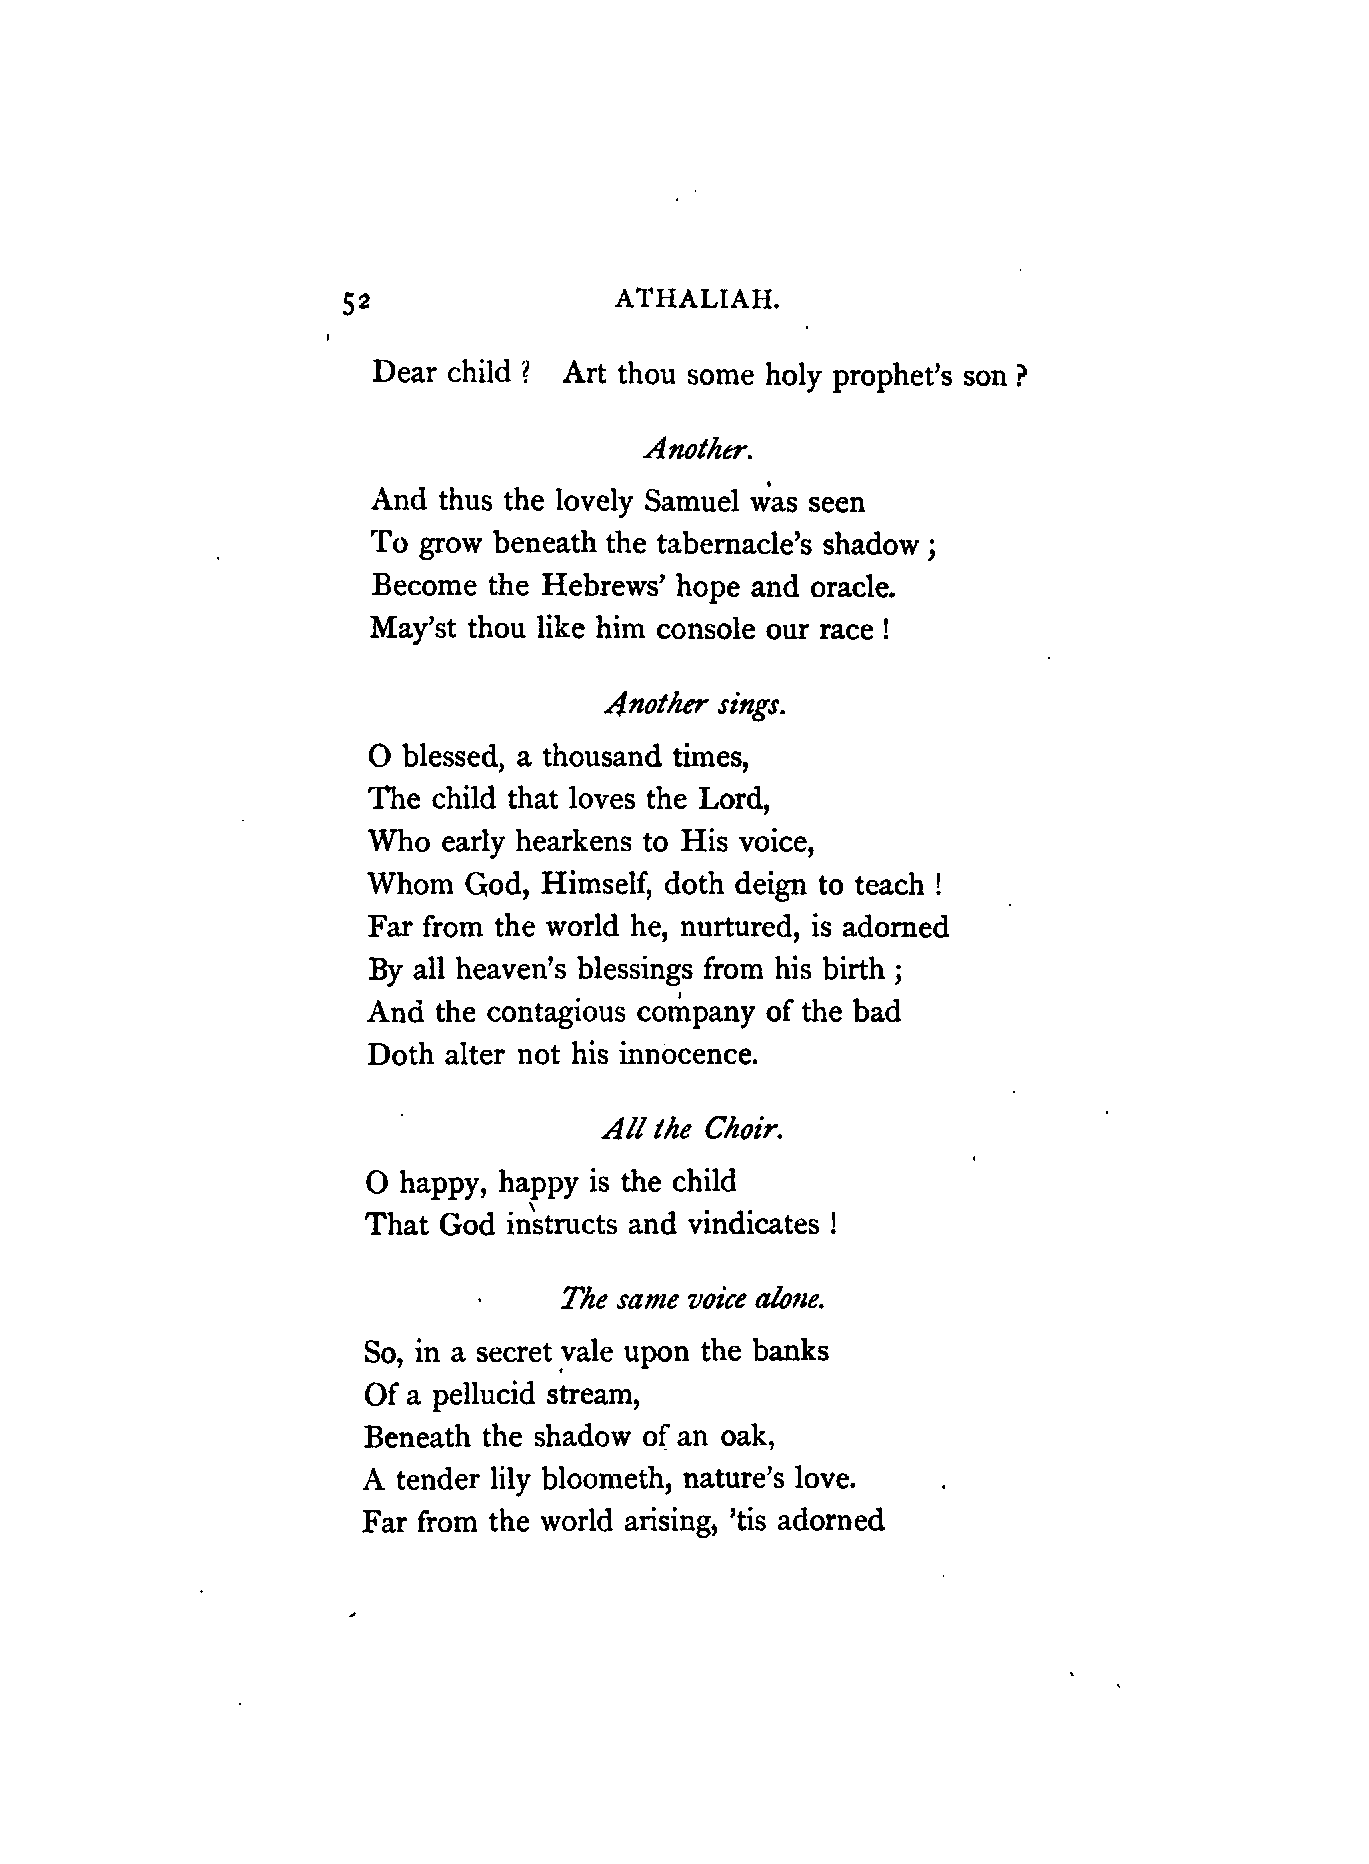 52 ATHALIAH.
Dear child ? Art thou some holy prophet's son ?
Another.
And thus the lovely Samuel was seen
To grow beneath the tabernacle's shadow ;
Become the Hebrews' hope and oracle.
May'st thou like him console our race !
Another sings.
O blessed, a thousand times,
The child that loves the Lord,
Who early hearkens to His voice,
Whom God, Himself, doth deign to teach !
Far from the world he, nurtured, is adorned
By all heaven's blessings from his birth ;
And the contagious company of the bad
Doth alter not his innocence.
All the Choir.
O happy, happy is the child
That God instructs and vindicates !
The same voice alone.
So, in a secret vale upon the banks
Of a pellucid stream,
Beneath the shadow of an oak,
A tender lily bloometh, nature's love.
Far from the world arising, 'tis adorned